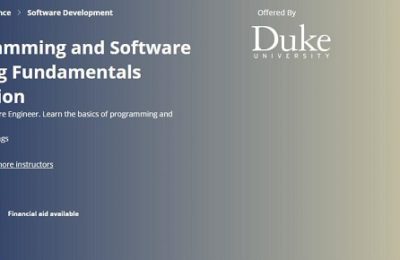 nce > Software Development
Offered By
Duke
UNIVERSITY
amming and Software
g Fundamentals
ion
re Engineer. Learn the basics of programming and
gs
more instructors
Financial aid available